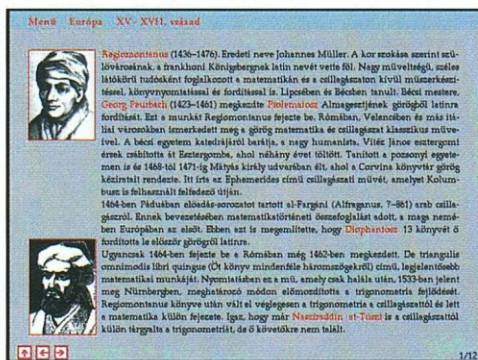 Menü Európa XV - XVII. század
Regiomontanus (1436–1476). Eredeti neve Johannes Müller. A kor szokása szerint szü-
lővárosának, a frankhoni Königsbergnek latin nevét vette föl. Nagy műveltségű, széles
látókörű tudósként foglalkozott a matematikán és a csillagászaton kívül műszerkészí-
téssel, könyvnyomtatással és fordítással is. Lipcsében és Bécsben tanult. Bécsi mestere,
Georg Peurbach (1423–1461) megkezdte Ptolemaiosz Almagesztjének görögből latinra
fordítását. Ezt a munkát Regiomontanus fejezte be. Rómában, Velencében és más itá-
liai városokban ismerkedett meg a görög matematika és csillagászat klasszikus műve-
ivel. A bécsi egyetem katedrájáról barátja, a nagy humanista, Vitéz János esztergomi
érsek csábította át Esztergomba, ahol néhány évet töltött. Tanított a pozsonyi egyete-
men is és 1468-tól 1471-ig Mátyás király udvarában élt, ahol a Corvina könyvtár görög
kéziratait rendezte. Itt írta az Ephemerides című csillagászati művét, amelyet Kolum-
busz is felhasznált felfedező útján.
1464-ben Páduában előadás-sorozatot tartott al-Fargáni (Alfraganus, ?–861) arab csilla-
gászról. Ennek bevezetésében matematikatörténeti összefoglalást adott, a maga nemé-
ben Európában az elsőt. Ebben azt is megemlítette, hogy Diophantosz 13 könyvét ő
fordította le először görögről latinra.
Ugyancsak 1464-ben fejezte be a Rómában még 1462-ben megkezdett. De triangulis
omnimodis libri quinque (Öt könyv mindenféle háromszögekről) című, legjelentősebb
matematikai munkáját. Nyomtatásban ez a mű, amely csak halála után, 1533-ban jelent
meg Nürnbergben, meghatározó módon előmozdította a trigonometria fejlődését.
Regiomontanus könyve után vált el véglegesen a trigonometria a csillagászattól és lett
a matematika külön fejezete. Igaz, hogy már Nasziraddin at-Túszi is a csillagászattól
külön tárgyalta a trigonometriát, de ő követőkre nem talált.
1/12